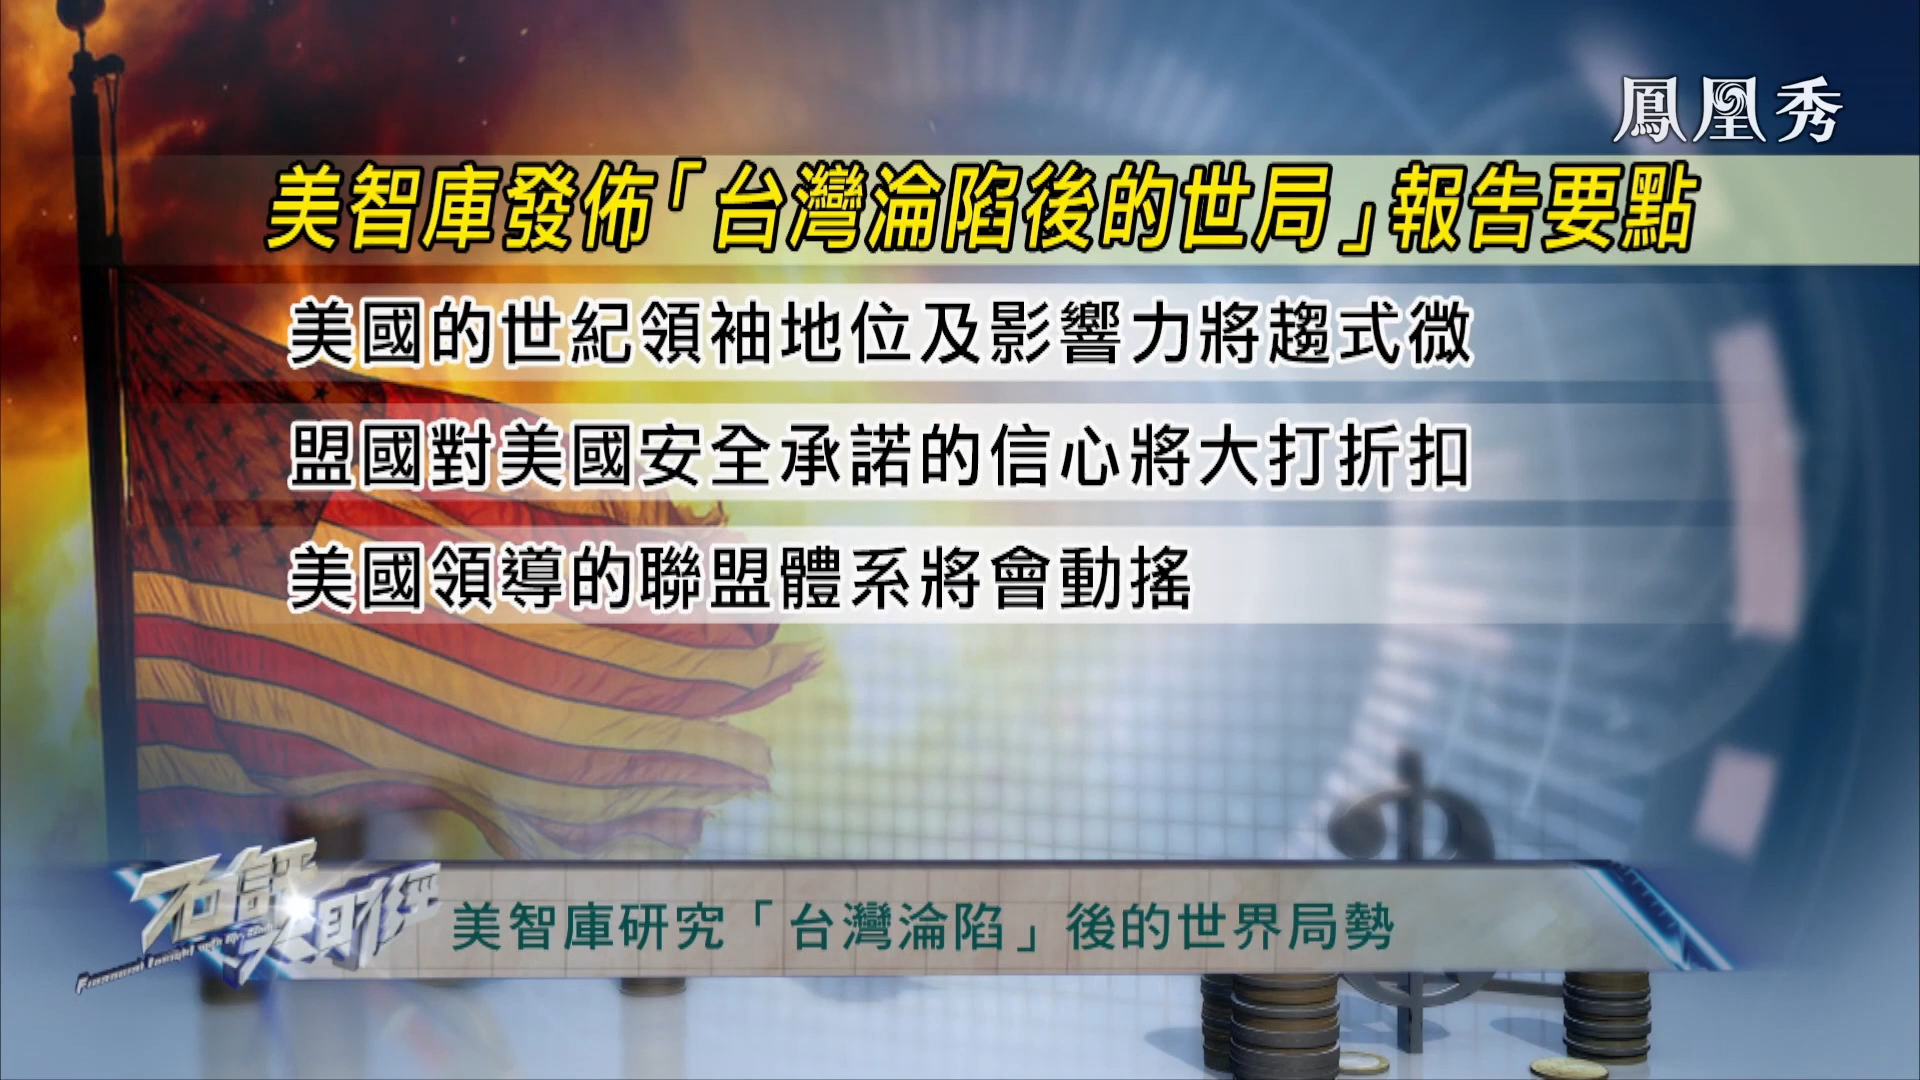 鳳凰秀
美智庫發佈「台灣淪陷後的世局」報告要點
美國的世紀領袖地位及影響力將趨式微
盟國對美國安全承諾的信心將大打折扣
美國領導的聯盟體系將會動搖
石評大財經
美智庫研究「台灣淪陷」後的世界局勢